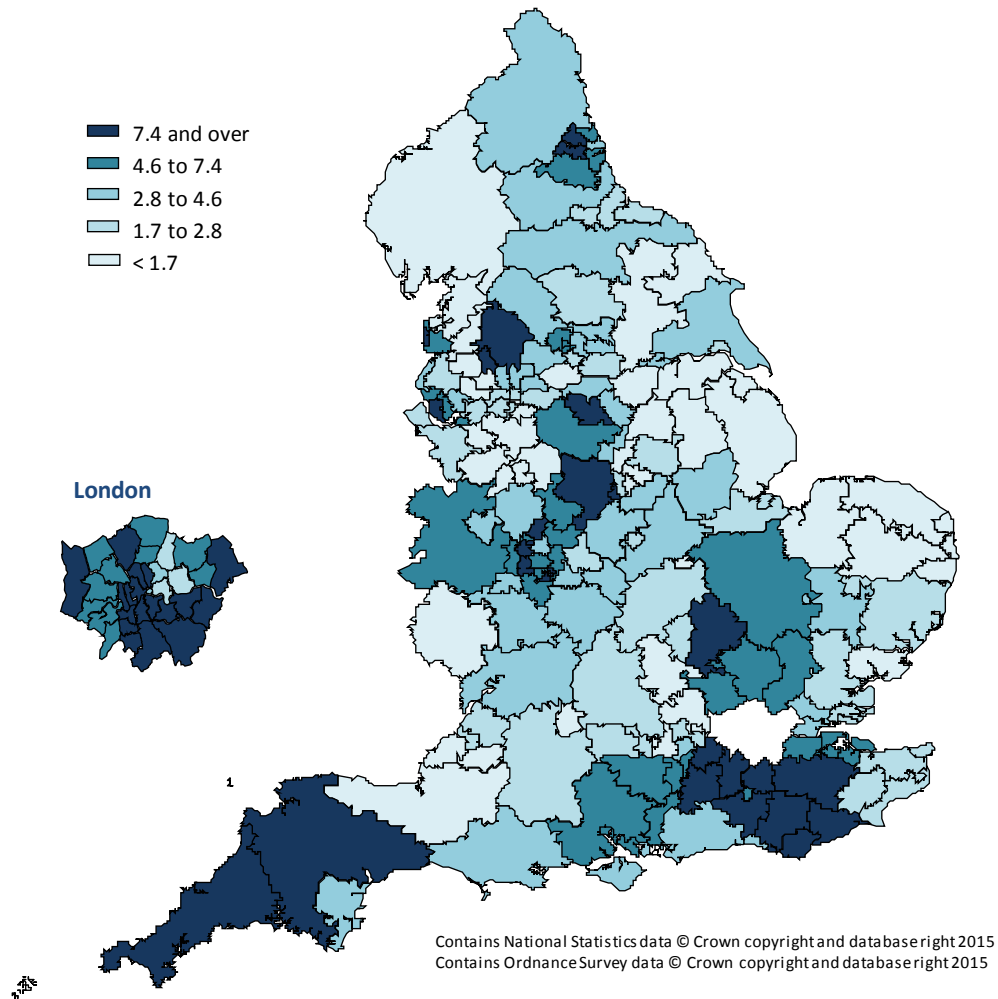 7.4 and over
4.6 to 7.4
2.8 to 4.6
1.7 to 2.8
< 1.7
London
1
Contains National Statistics data © Crown copyright and database right 2015
Contains Ordnance Survey data © Crown copyright and database right 2015